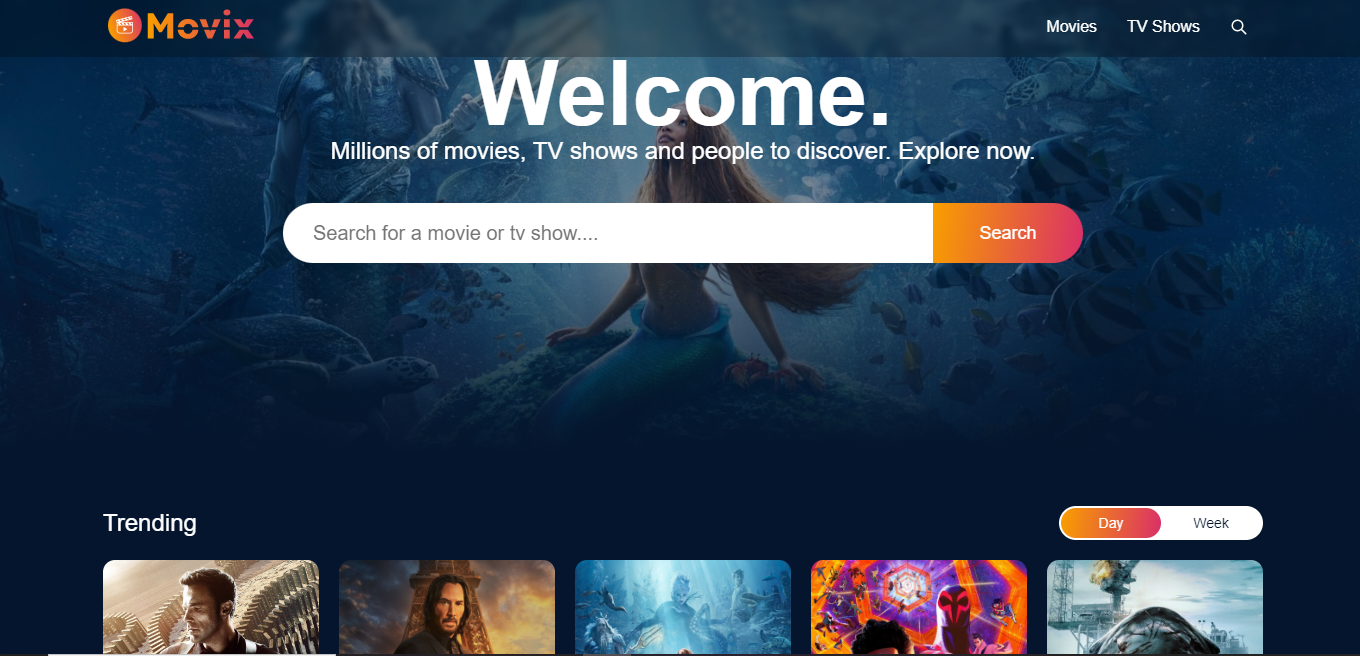 Movix
Movies
TV Shows
Welcome.
Millions of movies, TV shows and people to discover. Explore now.
Search for a movie or tv show....
Search
Trending
Day
Week